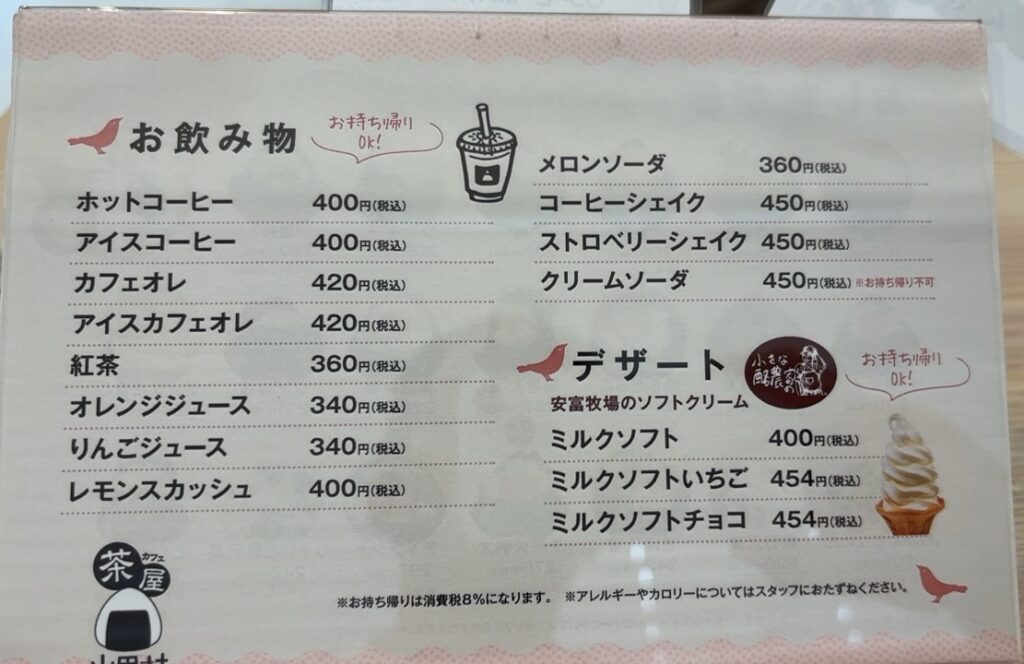 お飲み物
お持ち帰り
OK!
ホットコーヒー 400円(税込)
アイスコーヒー 400円(税込)
カフェオレ 420円(税込)
アイスカフェオレ 420円(税込)
紅茶 360円(税込)
オレンジジュース 340円(税込)
りんごジュース 340円(税込)
レモンスカッシュ 400円(税込)
メロンソーダ 360円(税込)
コーヒーシェイク 450円(税込)
ストロベリーシェイク 450円(税込)
クリームソーダ 450円(税込) ※お持ち帰り不可
デザート
小さな
酪農家の
お持ち帰り
OK!
安富牧場のソフトクリーム
ミルクソフト 400円(税込)
ミルクソフトいちご 454円(税込)
ミルクソフトチョコ 454円(税込)
茶屋
カフェ
※お持ち帰りは消費税8%になります。 ※アレルギーやカロリーについてはスタッフにおたずねください。